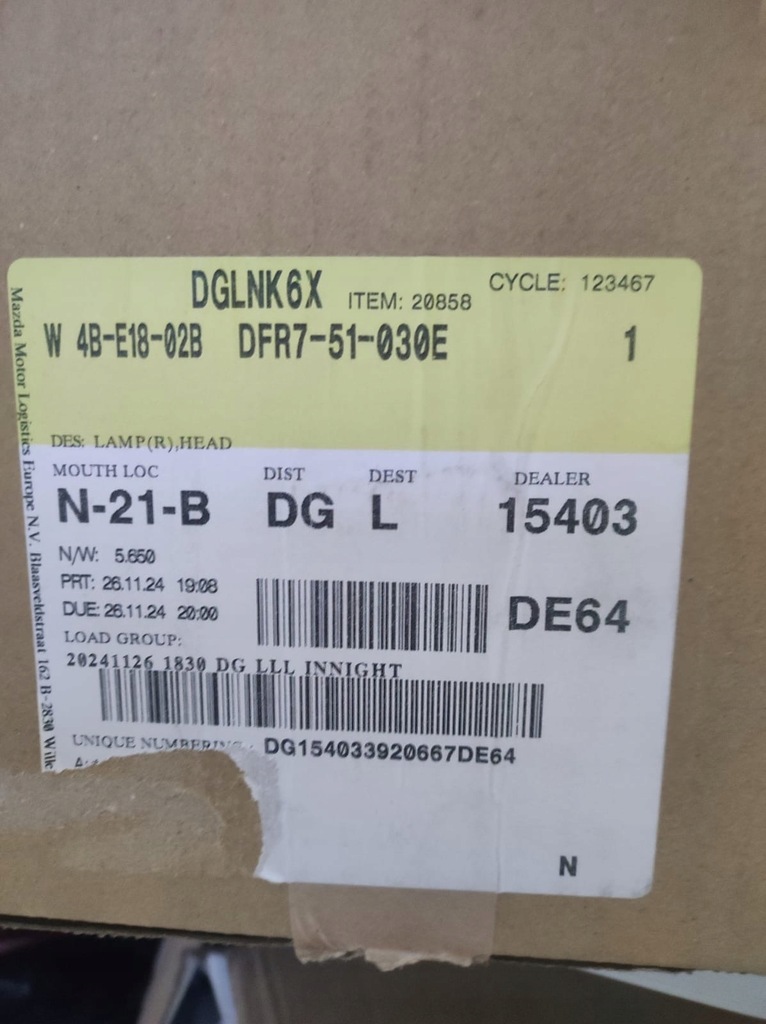 DGLNK6X ITEM: 20858 CYCLE: 123467
W 4B-E18-02B DFR7-51-030E 1
DES: LAMP(R),HEAD
MOUTH LOC DIST DEST DEALER
N-21-B DG L 15403
N/W: 5.650
PRT: 26.11.24 19:08
DUE: 26.11.24 20:00
DE64
LOAD GROUP:
20241126 1830 DG LLL INNIGHT
UNIQUE NUMBERING: DG154033920667DE64
N
Mazda Motor Logistics Europe N.V. Blaasveldstraat 162 B-2830